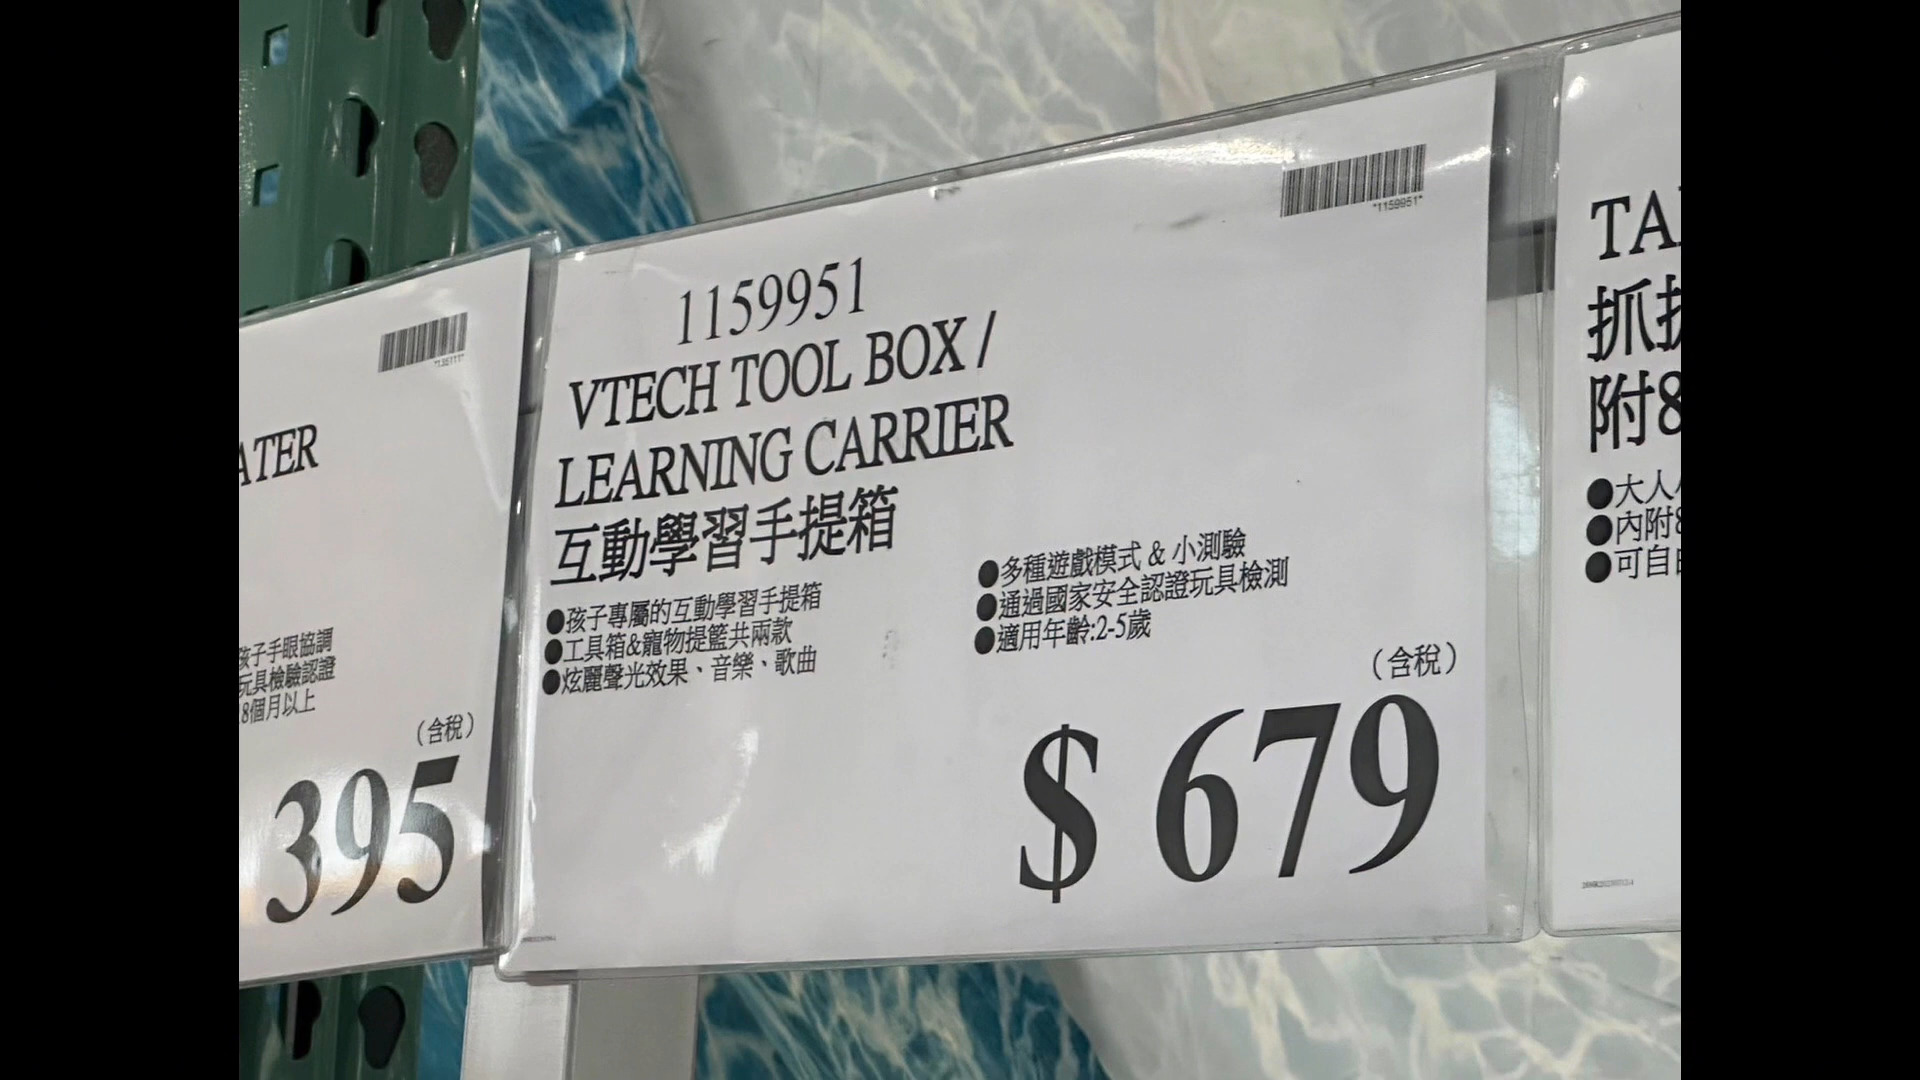 *135111*
ATER
孩子手眼協調
玩具檢驗認證
8個月以上
(含稅)
395
*1159951*
1159951
VTECH TOOL BOX /
LEARNING CARRIER
互動學習手提箱
●孩子專屬的互動學習手提箱
●工具箱&寵物提籃共兩款
●炫麗聲光效果、音樂、歌曲
●多種遊戲模式 & 小測驗
●通過國家安全認證玩具檢測
●適用年齡:2-5歲
(含稅)
$ 679
TA
抓
附8
●大人
●內附8
●可自由